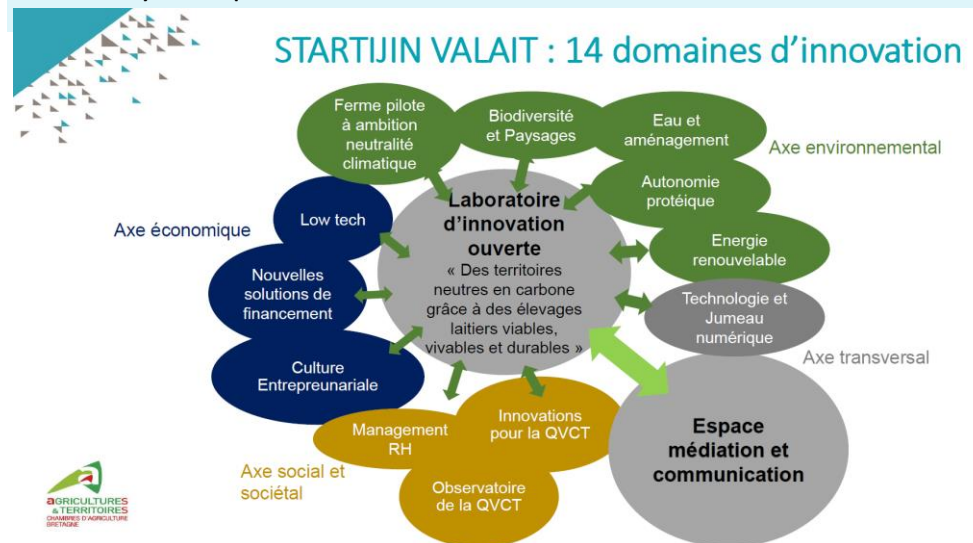 STARTIJIN VALAIT : 14 domaines d'innovation
Ferme pilote
à ambition
neutralité
climatique
Biodiversité
et Paysages
Eau et
aménagement
Axe environnemental
Autonomie
protéique
Energie
renouvelable
Laboratoire
d'innovation
ouverte
« Des territoires
neutres en carbone
grâce à des élevages
laitiers viables,
vivables et durables »
Axe économique
Low tech
Nouvelles
solutions de
financement
Culture
Entrepreunariale
Technologie et
Jumeau
numérique
Axe transversal
Espace
médiation et
communication
Innovations
pour la QVCT
Management
RH
Observatoire
de la QVCT
Axe social et
sociétal
AGRICULTURES
& TERRITOIRES
CHAMBRES D'AGRICULTURE
BRETAGNE